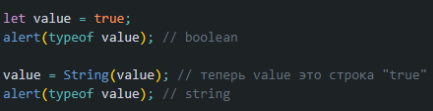 let value = true;
alert(typeof value); // boolean
value = String(value); // теперь value это строка "true"
alert(typeof value); // string